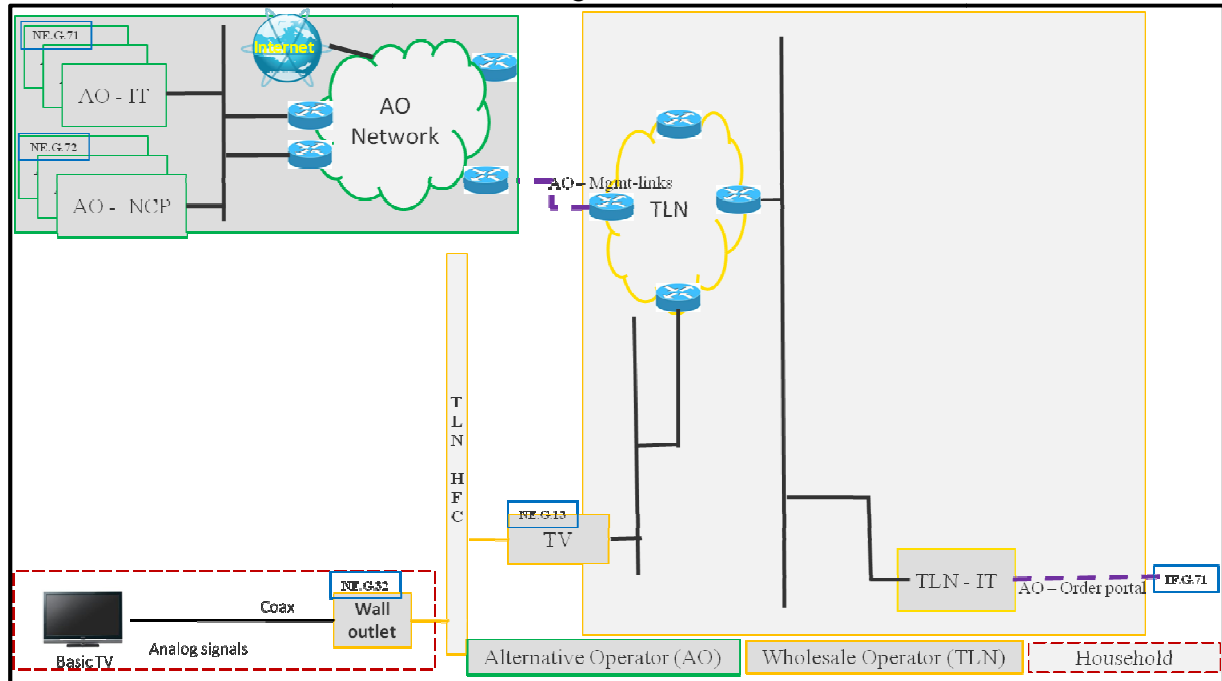 NE.G.71
AO - IT
NE.G.72
AO - NCP
Internet
AO
Network
AO – Mgmt-links
TLN
TLN HFC
NE.G.13
TV
NE.G.32
Wall
outlet
Coax
Analog signals
Basic TV
TLN - IT
AO – Order portal
IF.G.71
Alternative Operator (AO)
Wholesale Operator (TLN)
Household